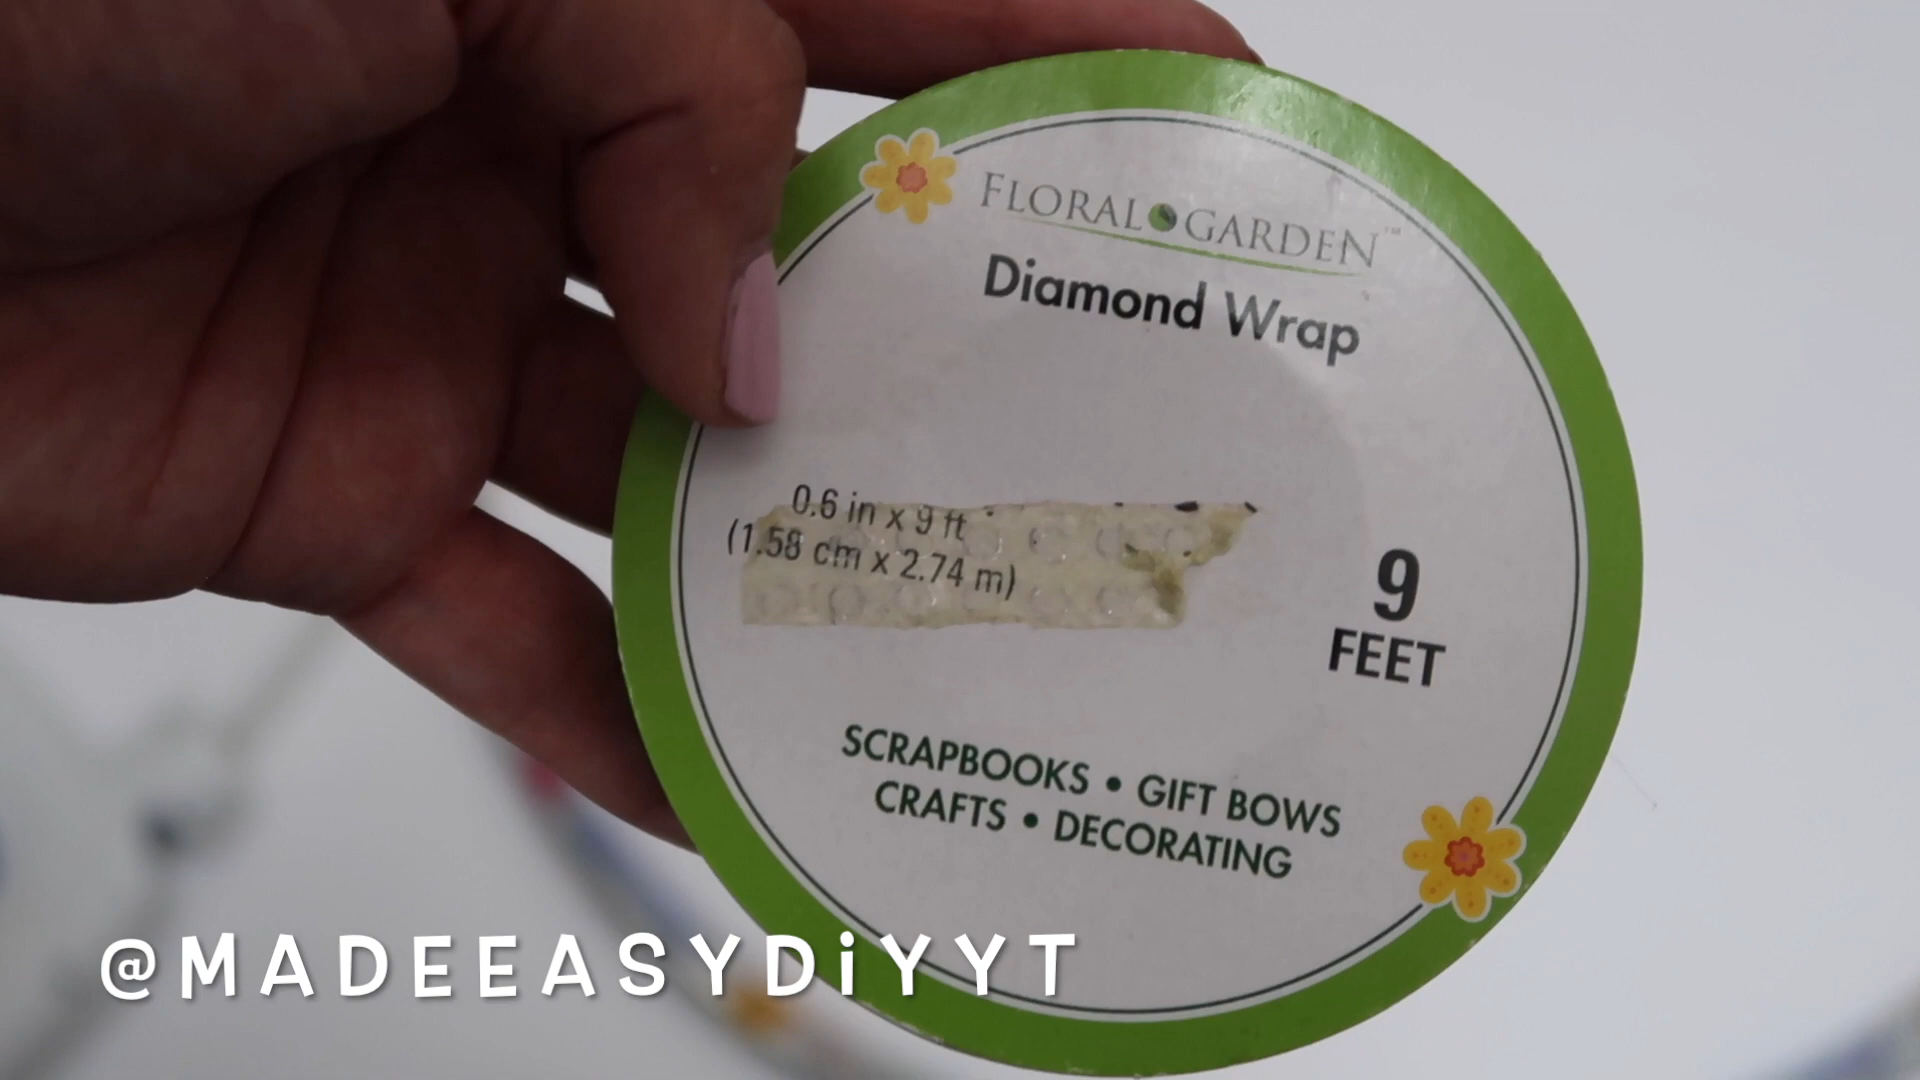 FLORAL GARDEN™
Diamond Wrap
0.6 in x 9 ft
(1.58 cm x 2.74 m)
9
FEET
SCRAPBOOKS • GIFT BOWS
CRAFTS • DECORATING
@MADEEASYDiYYT